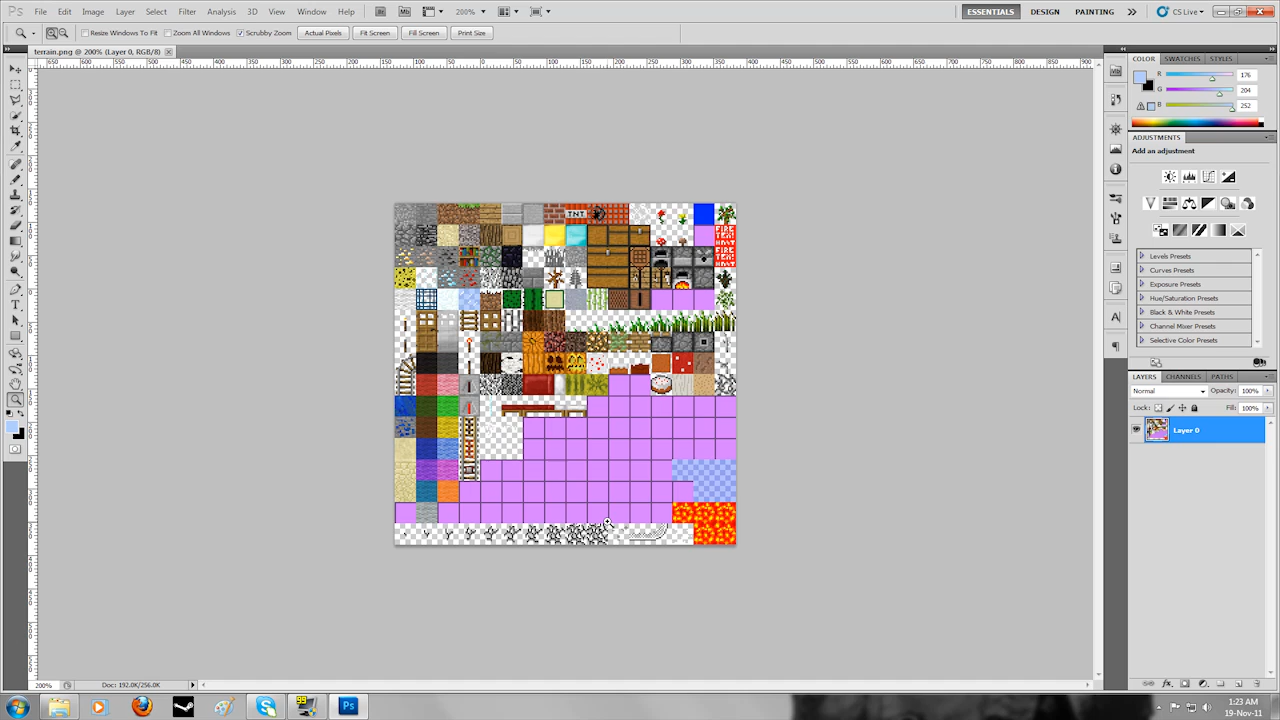 Ps File Edit Image Layer Select Filter Analysis 3D View Window Help Br Mb 200% ESSENTIALS DESIGN PAINTING CS Live
Resize Windows To Fit Zoom All Windows Scrubby Zoom Actual Pixels Fit Screen Fill Screen Print Size
terrain.png @ 200% (Layer 0, RGB/8)
COLOR SWATCHES STYLES
R 176
G 204
B 252
ADJUSTMENTS
Add an adjustment
TNT
Levels Presets
Curves Presets
Exposure Presets
Hue/Saturation Presets
Black & White Presets
Channel Mixer Presets
Selective Color Presets
LAYERS CHANNELS PATHS
Normal Opacity: 100%
Lock: Fill: 100%
Layer 0
200% Doc: 192.0K/256.0K
1:23 AM
19-Nov-11